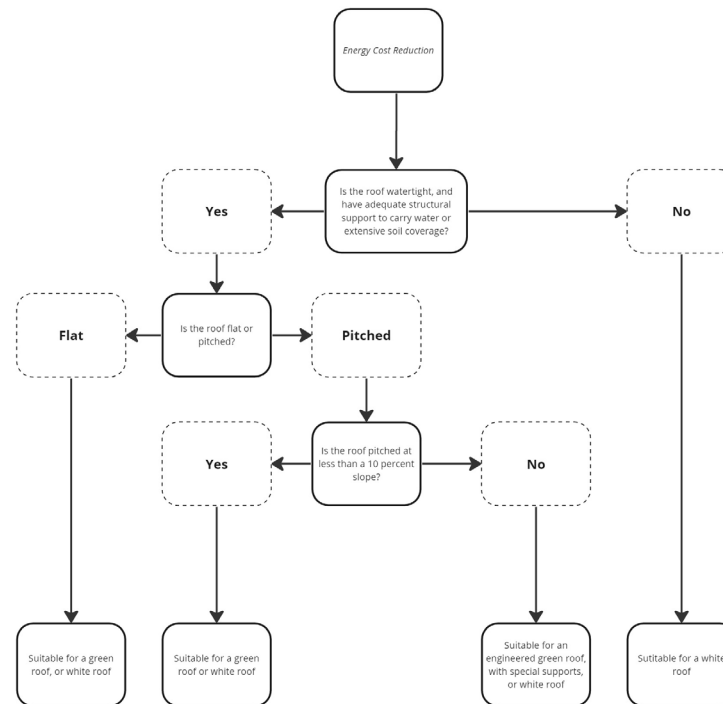 Energy Cost Reduction
Is the roof watertight, and
have adequate structural
support to carry water or
extensive soil coverage?
Yes
No
Is the roof flat or
pitched?
Flat
Pitched
Is the roof pitched at
less than a 10 percent
slope?
Yes
No
Suitable for a green
roof, or white roof
Suitable for a green
roof or white roof
Suitable for an
engineered green roof,
with special supports,
or white roof
Sutitable for a white
roof